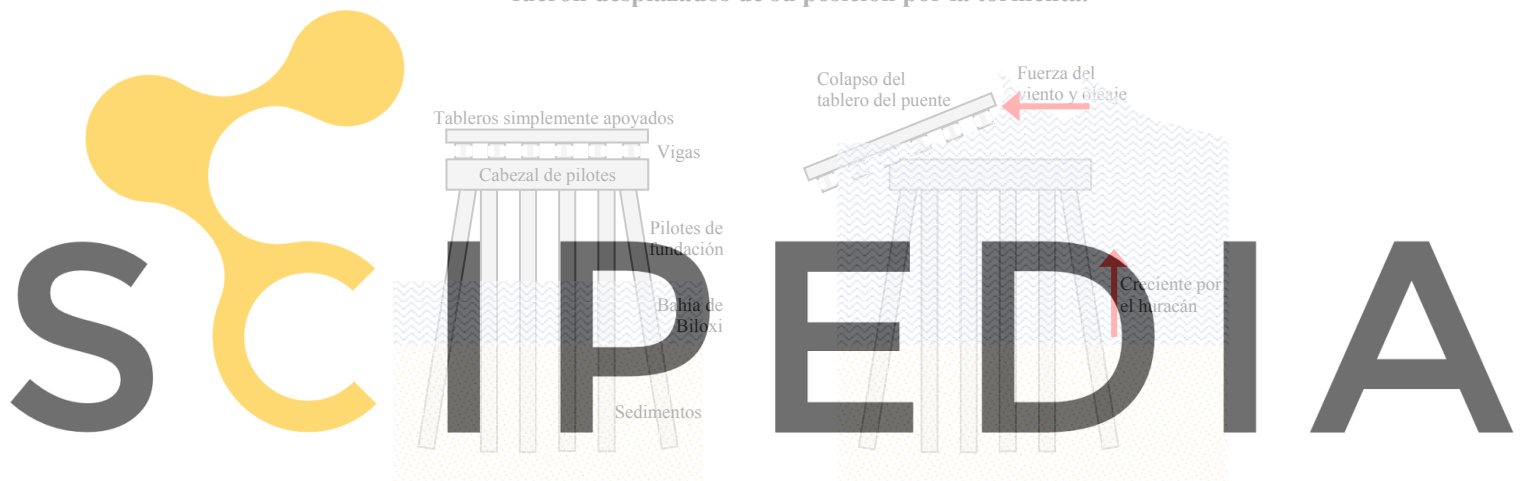 fueron desplazados de su posición por la tormenta.
Colapso del
tablero del puente
Fuerza del
viento y oleaje
Tableros simplemente apoyados
Vigas
Cabezal de pilotes
Pilotes de
fundación
Bahía de
Biloxi
Creciente por
el huracán
Sedimentos
SCIPEDIA